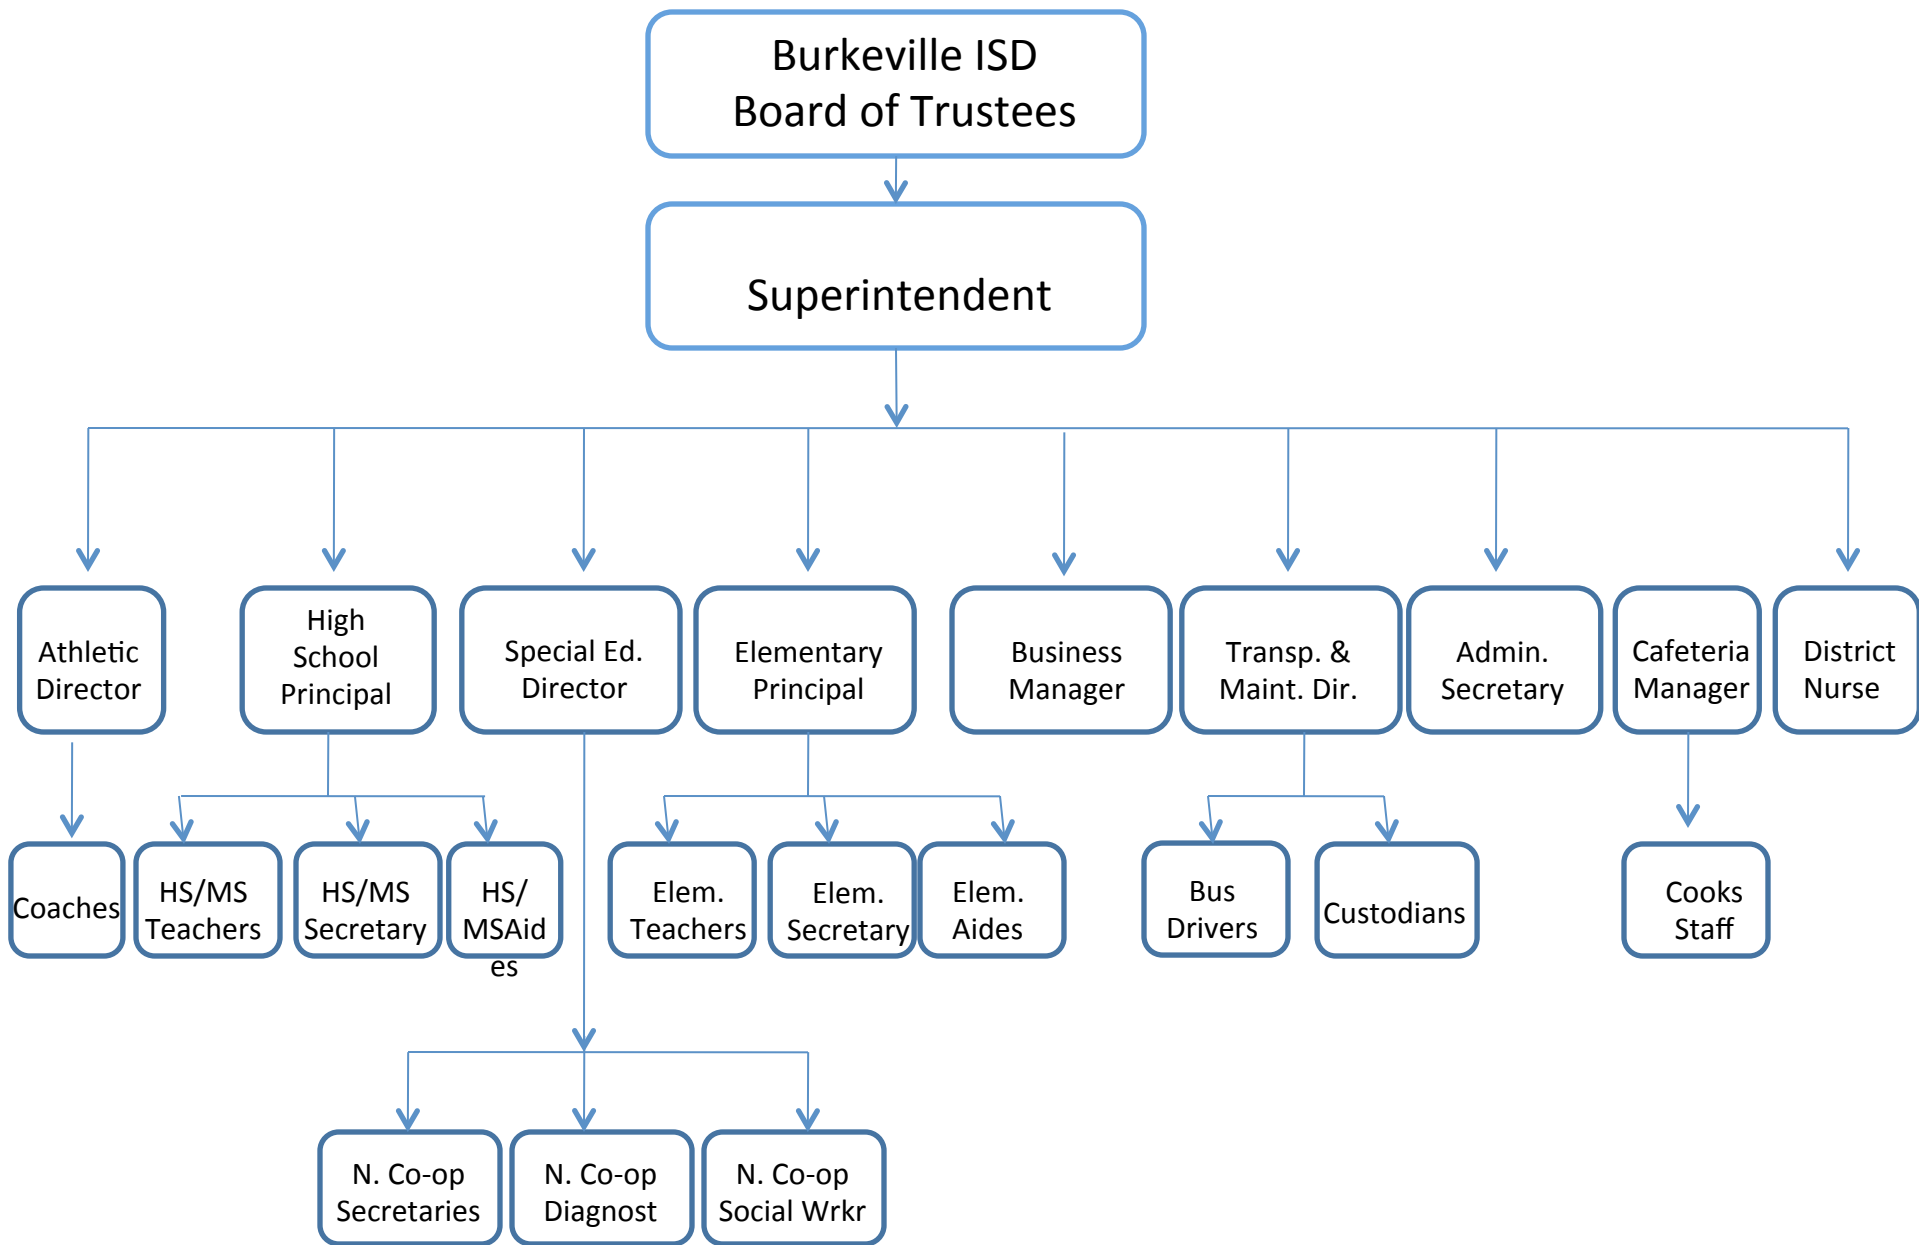 Burkeville ISD
Board of Trustees
Superintendent
Athletic
Director
High
School
Principal
Special Ed.
Director
Elementary
Principal
Business
Manager
Transp. &
Maint. Dir.
Admin.
Secretary
Cafeteria
Manager
District
Nurse
Coaches
HS/MS
Teachers
HS/MS
Secretary
HS/
MSAid
es
Elem.
Teachers
Elem.
Secretary
Elem.
Aides
Bus
Drivers
Custodians
Cooks
Staff
N. Co-op
Secretaries
N. Co-op
Diagnost
N. Co-op
Social Wrkr